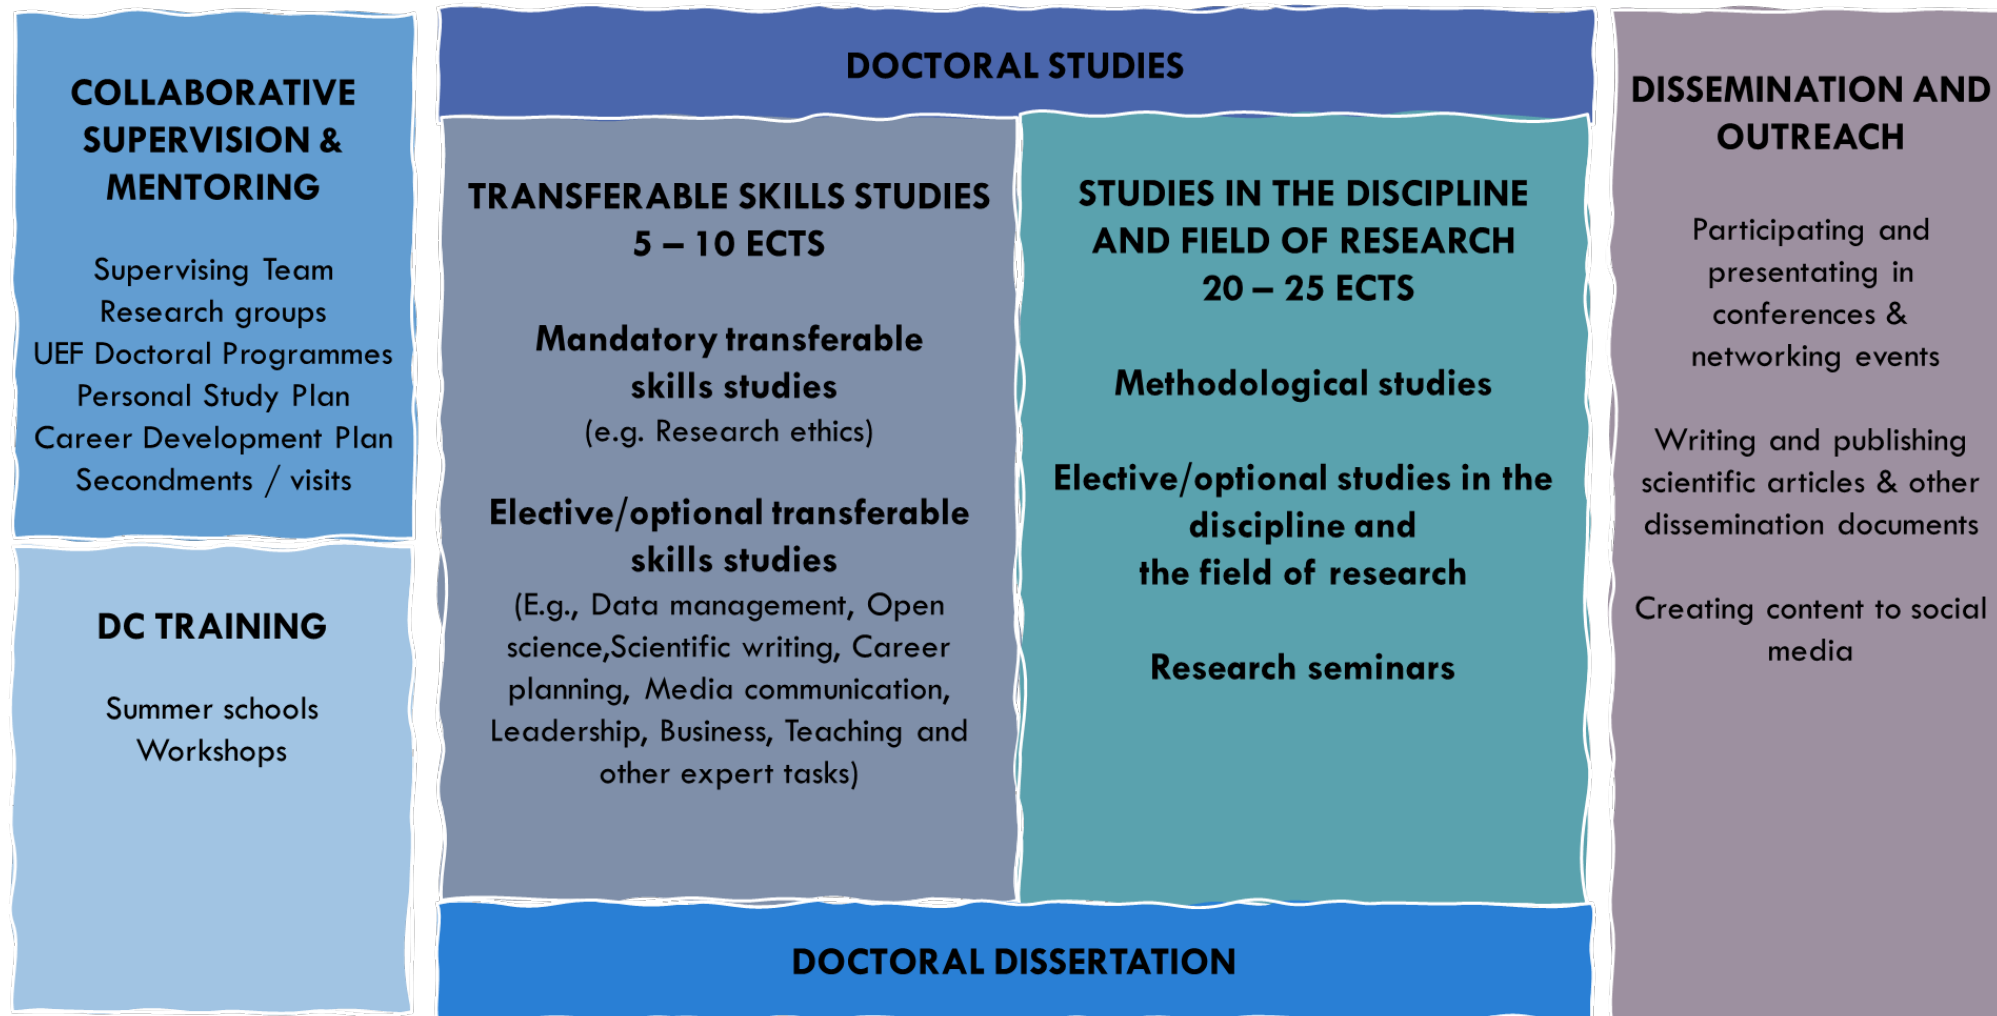 COLLABORATIVE
SUPERVISION &
MENTORING
Supervising Team
Research groups
UEF Doctoral Programmes
Personal Study Plan
Career Development Plan
Secondments / visits
DC TRAINING
Summer schools
Workshops
DOCTORAL STUDIES
TRANSFERABLE SKILLS STUDIES
5 – 10 ECTS
Mandatory transferable
skills studies
(e.g. Research ethics)
Elective/optional transferable
skills studies
(E.g., Data management, Open
science,Scientific writing, Career
planning, Media communication,
Leadership, Business, Teaching and
other expert tasks)
STUDIES IN THE DISCIPLINE
AND FIELD OF RESEARCH
20 – 25 ECTS
Methodological studies
Elective/optional studies in the
discipline and
the field of research
Research seminars
DOCTORAL DISSERTATION
DISSEMINATION AND
OUTREACH
Participating and
presentating in
conferences &
networking events
Writing and publishing
scientific articles & other
dissemination documents
Creating content to social
media